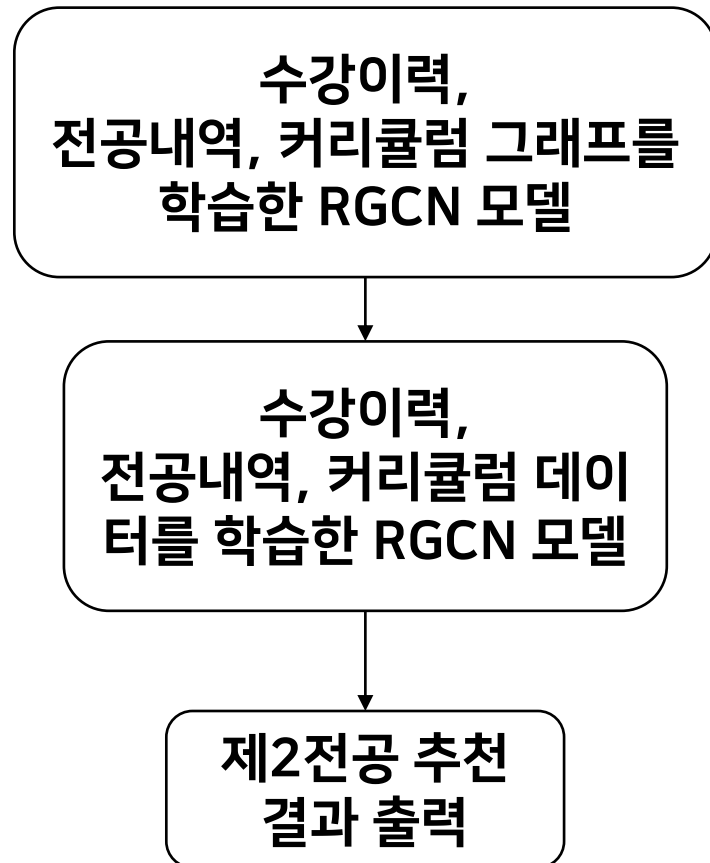 수강이력,
전공내역, 커리큘럼 그래프를
학습한 RGCN 모델
수강이력,
전공내역, 커리큘럼 데이
터를 학습한 RGCN 모델
제2전공 추천
결과 출력